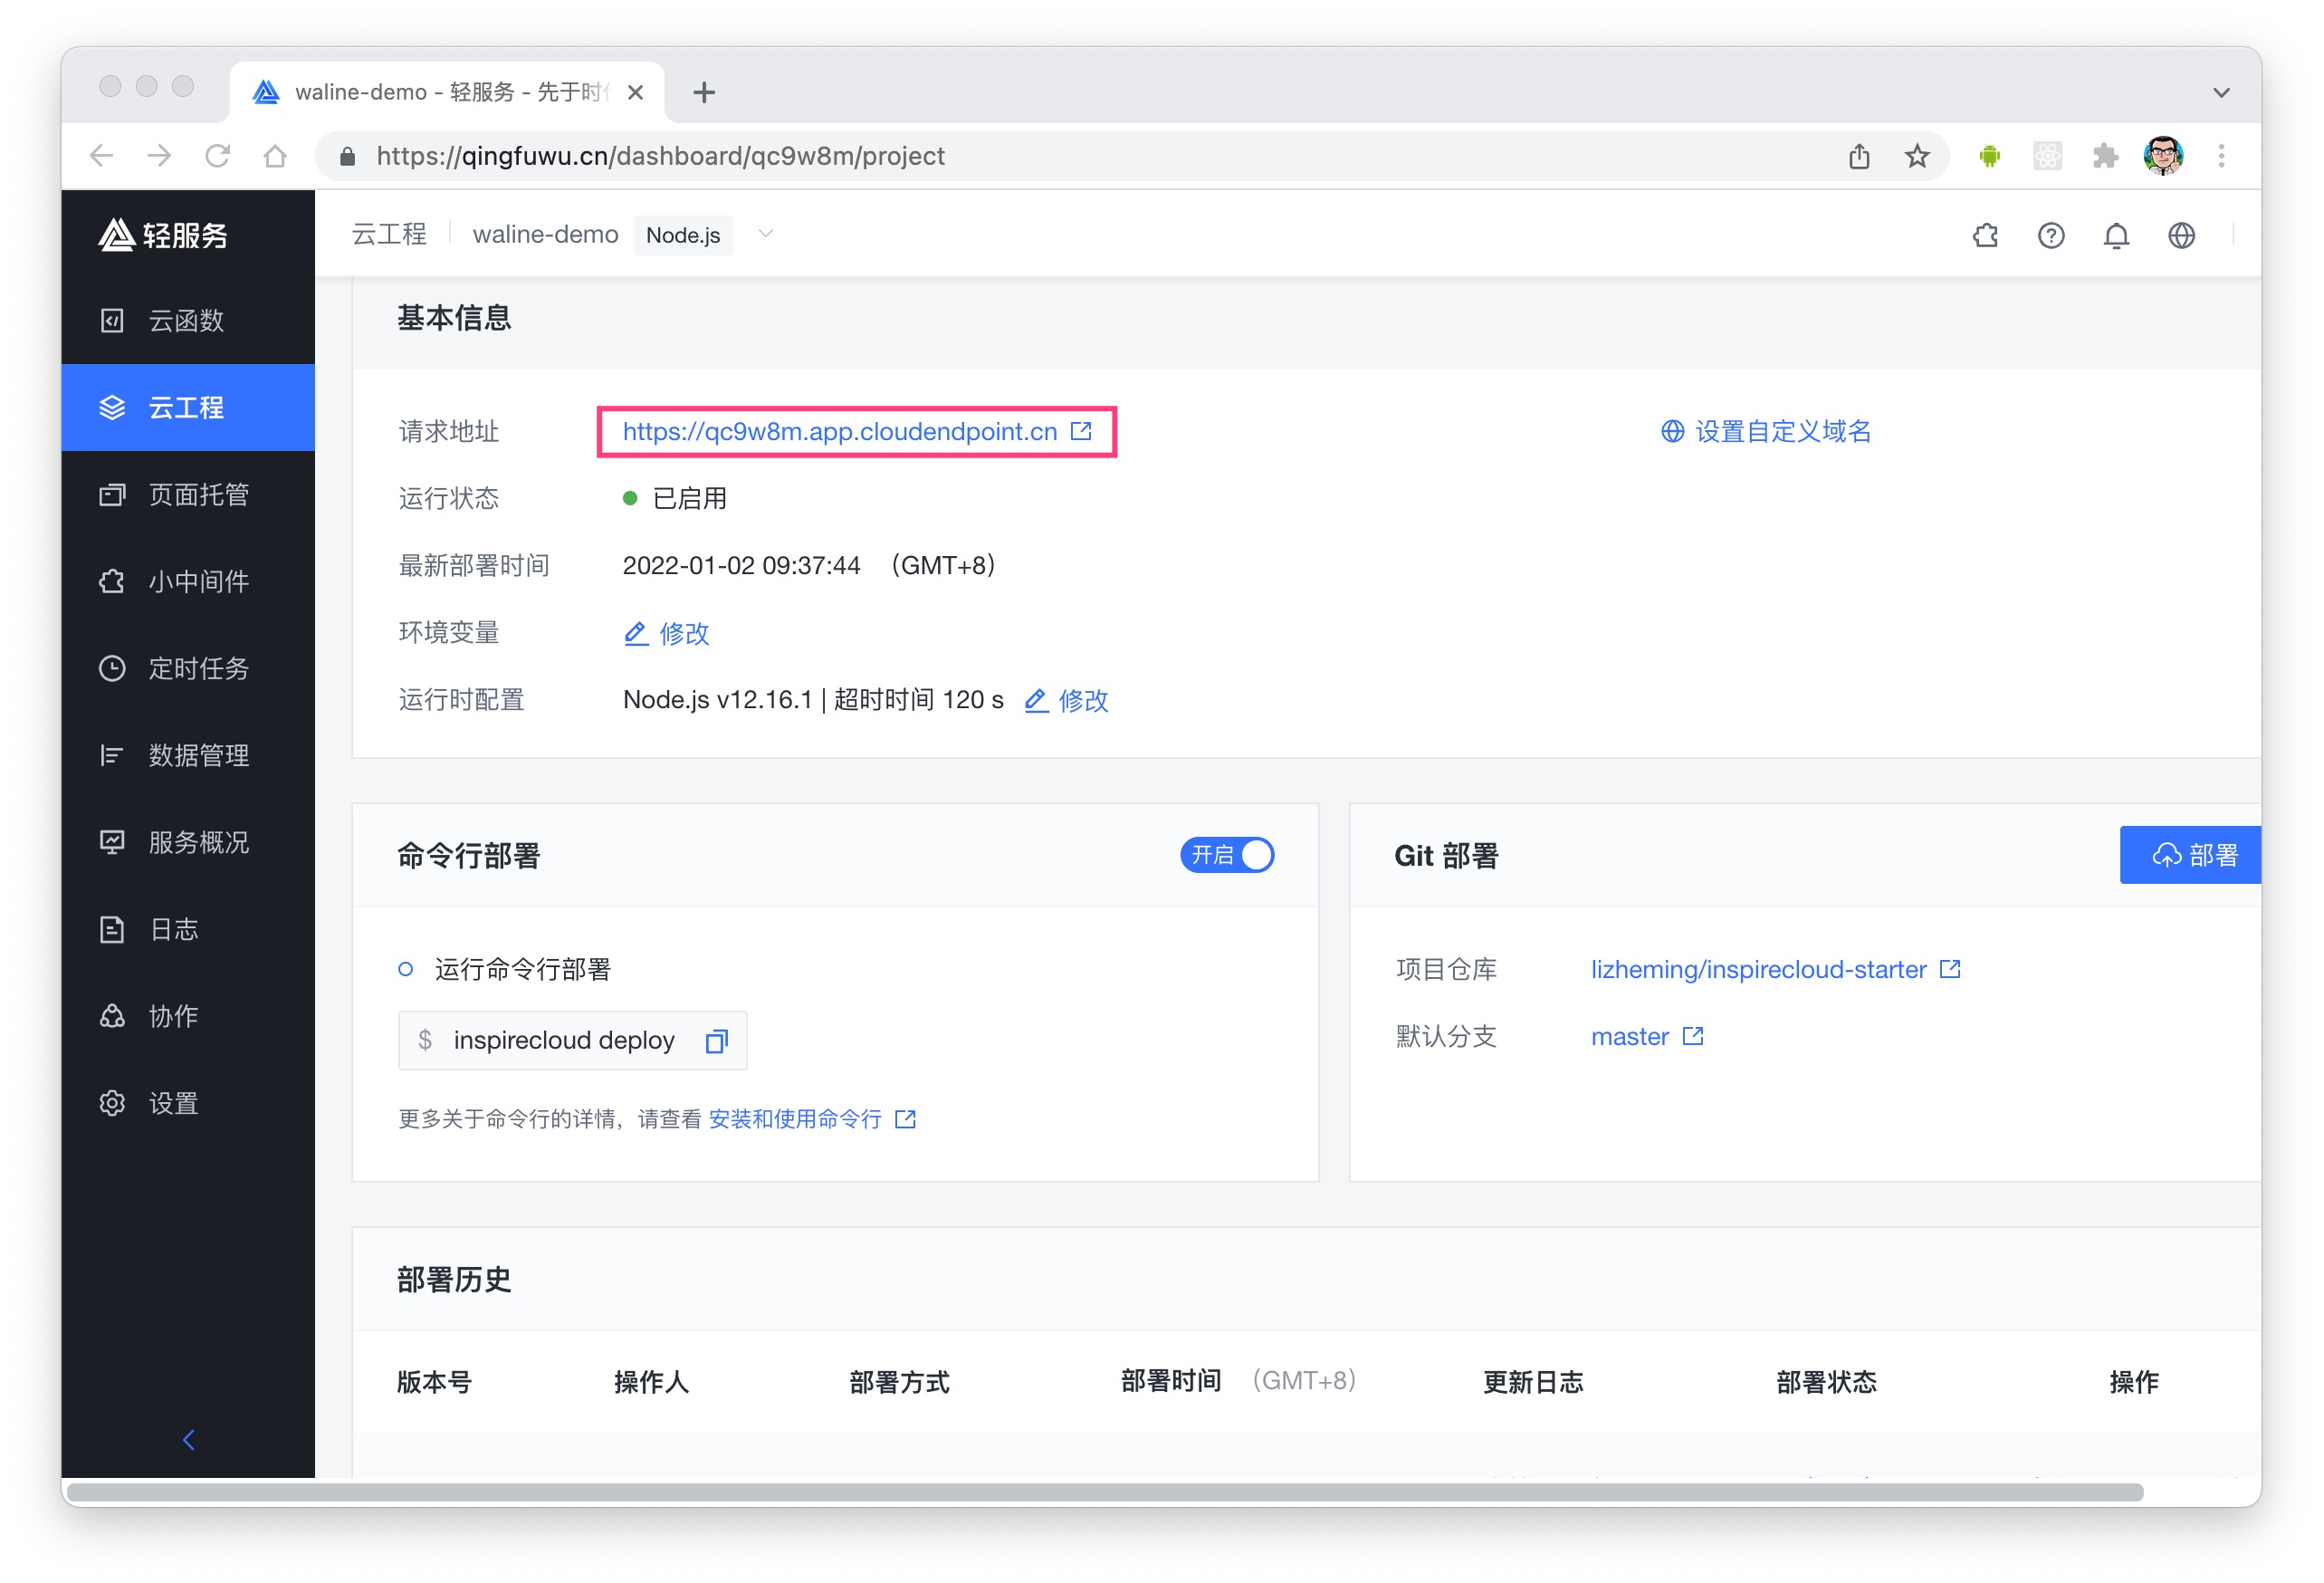 waline-demo - 轻服务 - 先于时
https://qingfuwu.cn/dashboard/qc9w8m/project
轻服务
云工程 waline-demo Node.js
云函数
云工程
页面托管
小中间件
定时任务
数据管理
服务概况
日志
协作
设置
基本信息
请求地址 https://qc9w8m.app.cloudendpoint.cn 设置自定义域名
运行状态 已启用
最新部署时间 2022-01-02 09:37:44 （GMT+8）
环境变量 修改
运行时配置 Node.js v12.16.1 | 超时时间 120 s 修改
命令行部署 开启
运行命令行部署
$ inspirecloud deploy
更多关于命令行的详情，请查看 安装和使用命令行
Git 部署 部署
项目仓库 lizheming/inspirecloud-starter
默认分支 master
部署历史
版本号 操作人 部署方式 部署时间 （GMT+8） 更新日志 部署状态 操作